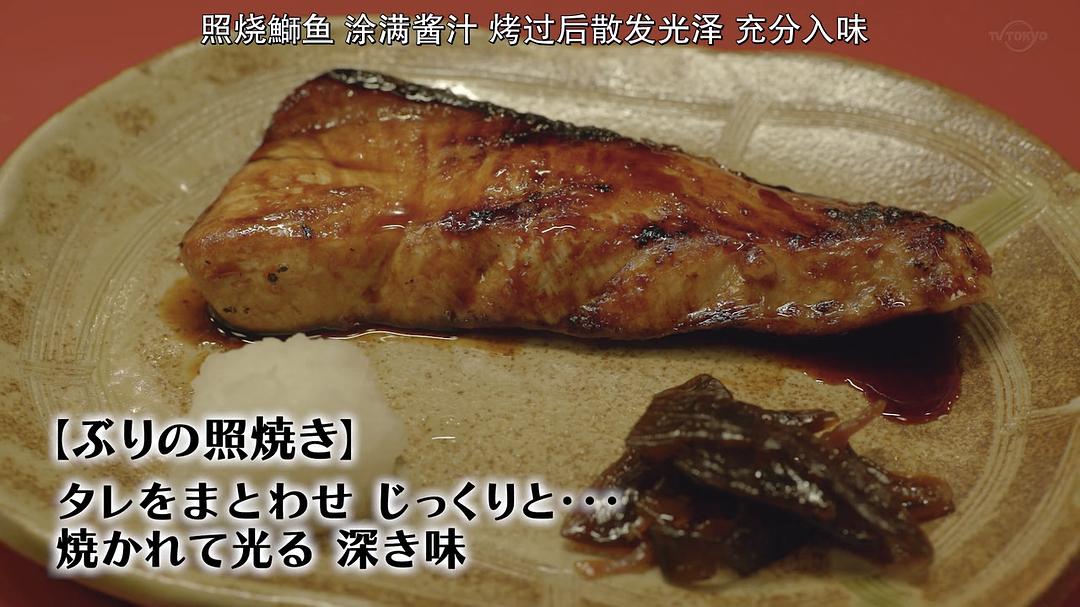 照烧鰤鱼 涂满酱汁 烤过后散发光泽 充分入味
TV TOKYO
【ぶりの照焼き】
タレをまとわせ じっくりと・・・
焼かれて光る 深き味